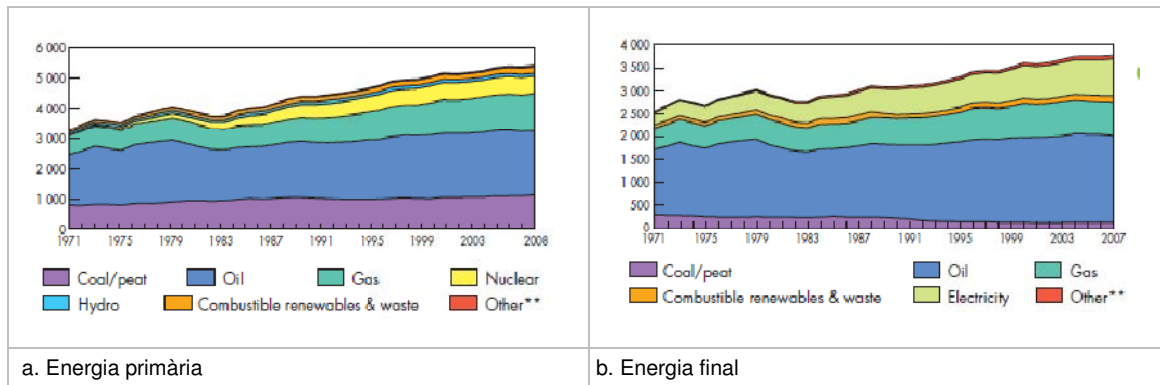 6 000
5 000
4 000
3 000
2 000
1 000
0
1971 1975 1979 1983 1987 1991 1995 1999 2003 2008
Coal/peat Oil Gas Nuclear
Hydro Combustible renewables & waste Other**
4 000
3 500
3 000
2 500
2 000
1 500
1 000
500
0
1971 1975 1979 1983 1987 1991 1995 1999 2003 2007
Coal/peat Oil Gas
Combustible renewables & waste Electricity Other**
a. Energia primària
b. Energia final